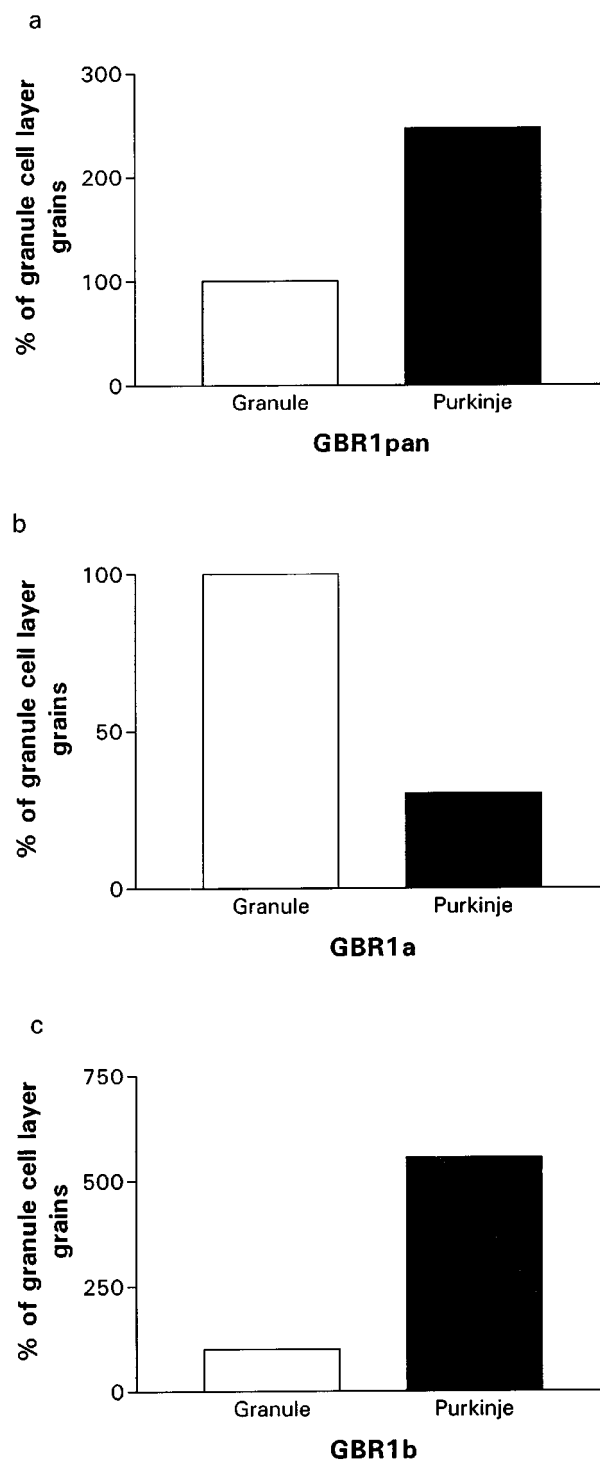 a
% of granule cell layer
grains
300
200
100
0
Granule Purkinje
GBR1pan
b
% of granule cell layer
grains
100
50
0
Granule Purkinje
GBR1a
c
% of granule cell layer
grains
750
500
250
0
Granule Purkinje
GBR1b